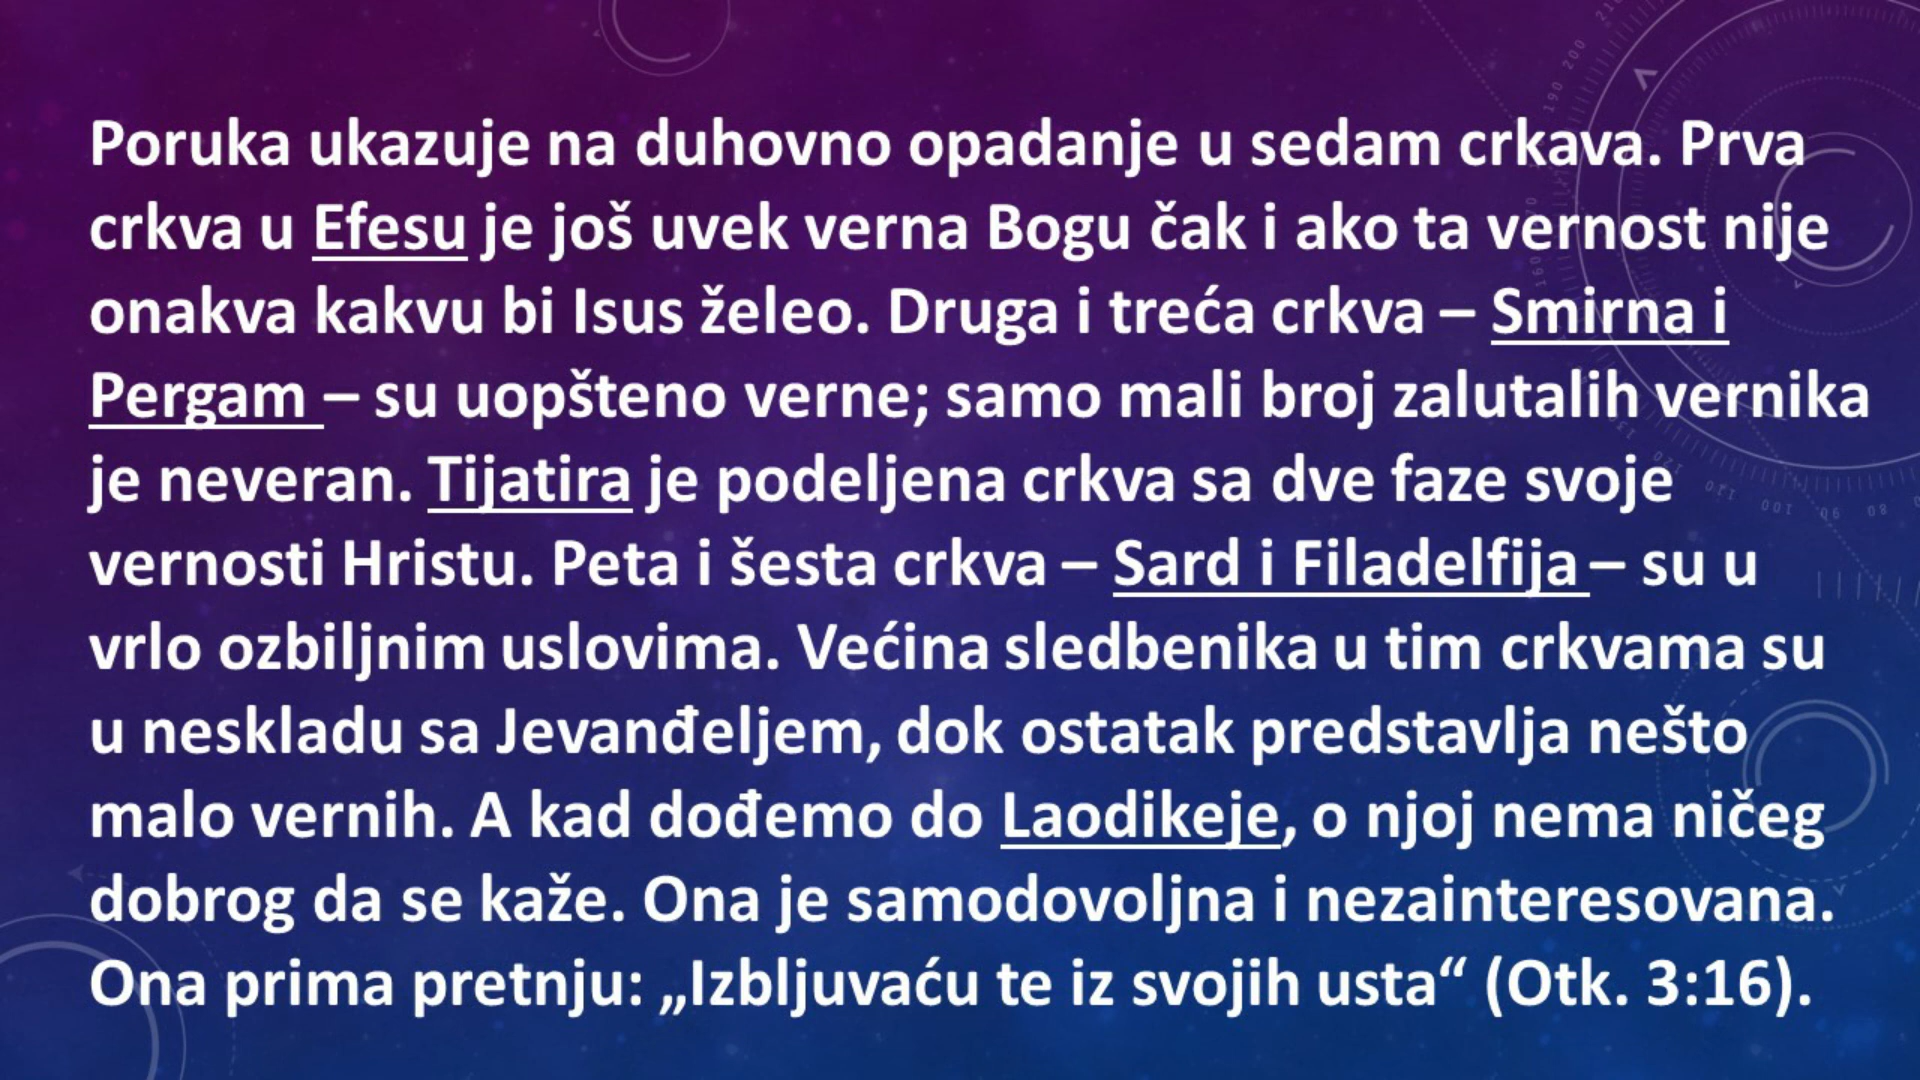 Poruka ukazuje na duhovno opadanje u sedam crkava. Prva
crkva u Efesu je još uvek verna Bogu čak i ako ta vernost nije
onakva kakvu bi Isus želeo. Druga i treća crkva – Smirna i
Pergam – su uopšteno verne; samo mali broj zalutalih vernika
je neveran. Tijatira je podeljena crkva sa dve faze svoje
vernosti Hristu. Peta i šesta crkva – Sard i Filadelfija – su u
vrlo ozbiljnim uslovima. Većina sledbenika u tim crkvama su
u neskladu sa Jevanđeljem, dok ostatak predstavlja nešto
malo vernih. A kad dođemo do Laodikeje, o njoj nema ničeg
dobrog da se kaže. Ona je samodovoljna i nezainteresovana.
Ona prima pretnju: „Izbljuvaću te iz svojih usta“ (Otk. 3:16).